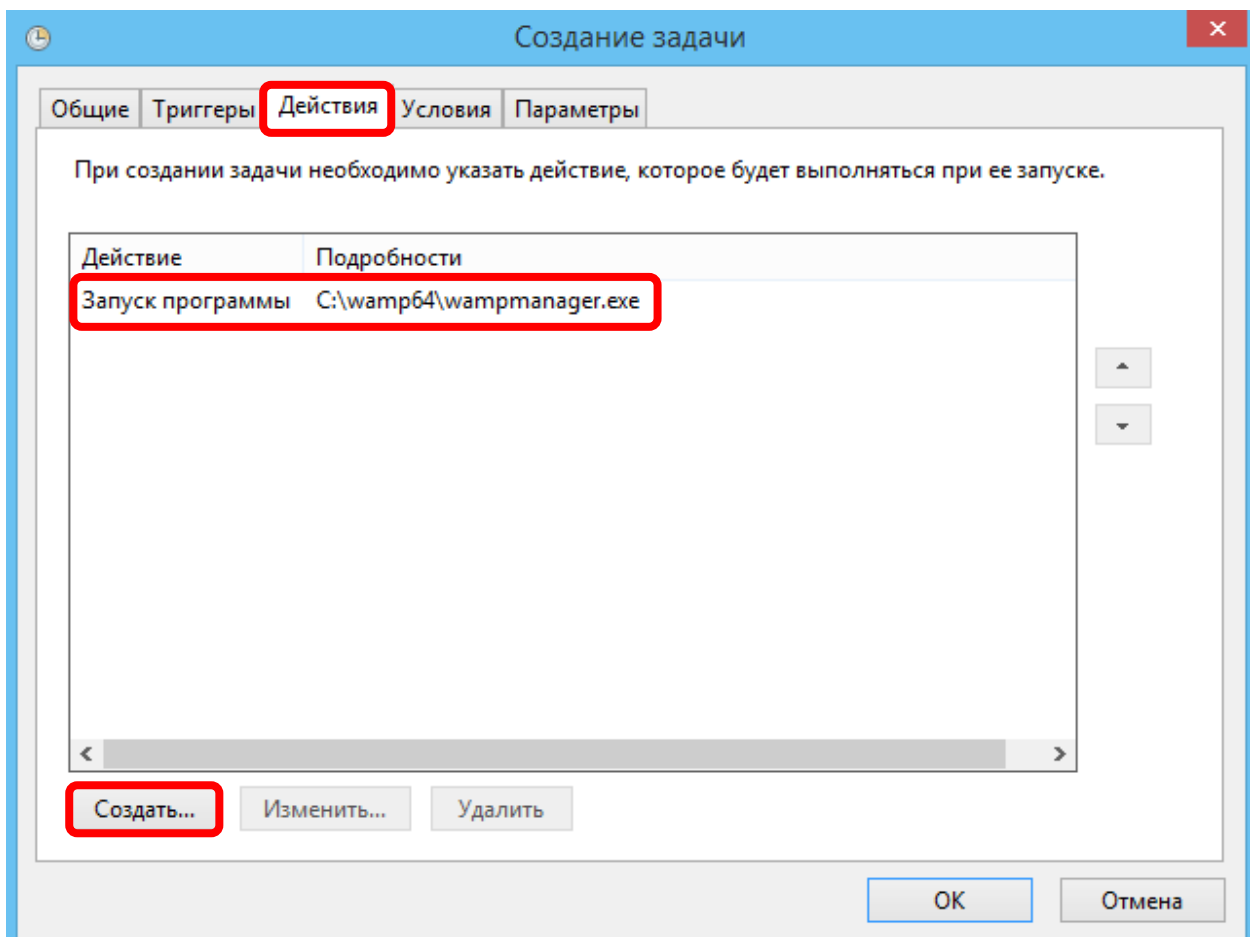 Создание задачи
Общие Триггеры Действия Условия Параметры
При создании задачи необходимо указать действие, которое будет выполняться при ее запуске.
Действие Подробности
Запуск программы C:\wamp64\wampmanager.exe
Создать... Изменить... Удалить
ОК Отмена